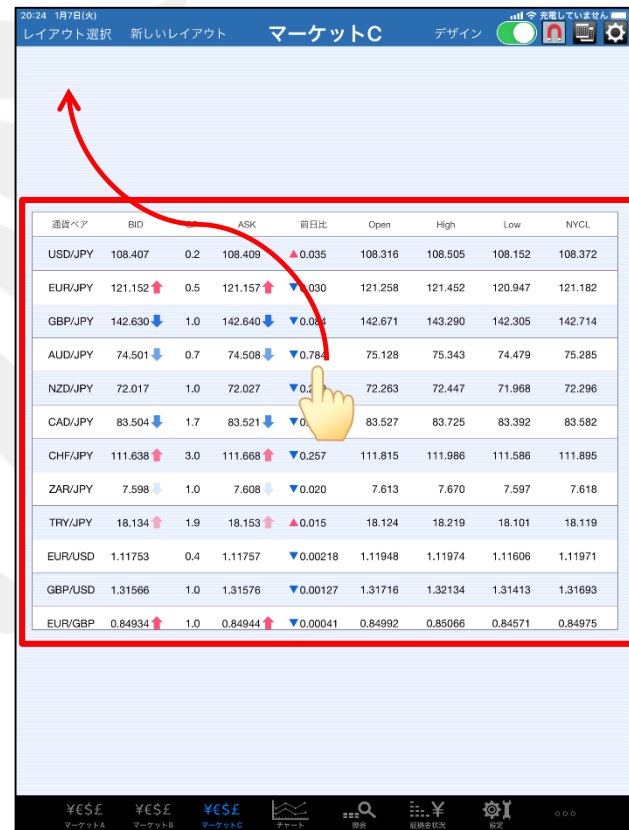 20:24 1月7日(火) 充電していません
レイアウト選択 新しいレイアウト マーケットC デザイン
通貨ペア BID ASK 前日比 Open High Low NYCL
USD/JPY 108.407 0.2 108.409 ▲0.035 108.316 108.505 108.152 108.372
EUR/JPY 121.152 0.5 121.157 ▼0.030 121.258 121.452 120.947 121.182
GBP/JPY 142.630 1.0 142.640 ▼0.084 142.671 143.290 142.305 142.714
AUD/JPY 74.501 0.7 74.508 ▼0.784 75.128 75.343 74.479 75.285
NZD/JPY 72.017 1.0 72.027 72.263 72.447 71.968 72.296
CAD/JPY 83.504 1.7 83.521 83.527 83.725 83.392 83.582
CHF/JPY 111.638 3.0 111.668 ▼0.257 111.815 111.986 111.586 111.895
ZAR/JPY 7.598 1.0 7.608 ▼0.020 7.613 7.670 7.597 7.618
TRY/JPY 18.134 1.9 18.153 ▲0.015 18.124 18.219 18.101 18.119
EUR/USD 1.11753 0.4 1.11757 ▼0.00218 1.11948 1.11974 1.11606 1.11971
GBP/USD 1.31566 1.0 1.31576 ▼0.00127 1.31716 1.32134 1.31413 1.31693
EUR/GBP 0.84934 1.0 0.84944 ▼0.00041 0.84992 0.85066 0.84571 0.84975
¥€$£ ¥€$£ ¥€$£ ¥
マーケットA マーケットB マーケットC チャート 照会 証拠金状況 設定